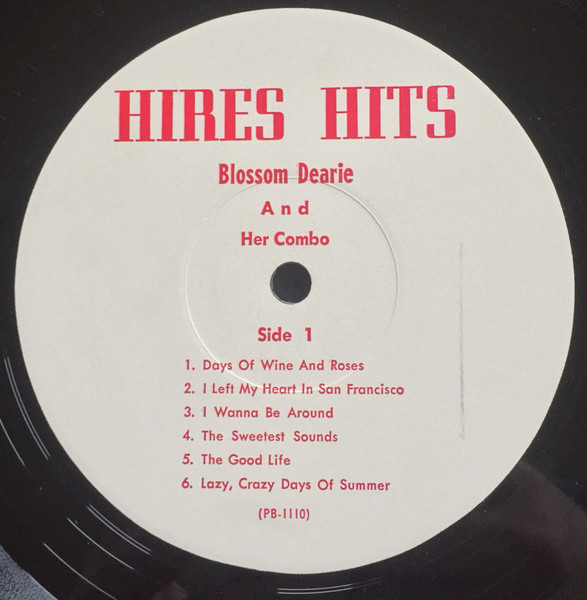 HIRES HITS
Blossom Dearie
And
Her Combo
Side 1
1. Days Of Wine And Roses
2. I Left My Heart In San Francisco
3. I Wanna Be Around
4. The Sweetest Sounds
5. The Good Life
6. Lazy, Crazy Days Of Summer
(PB-1110)